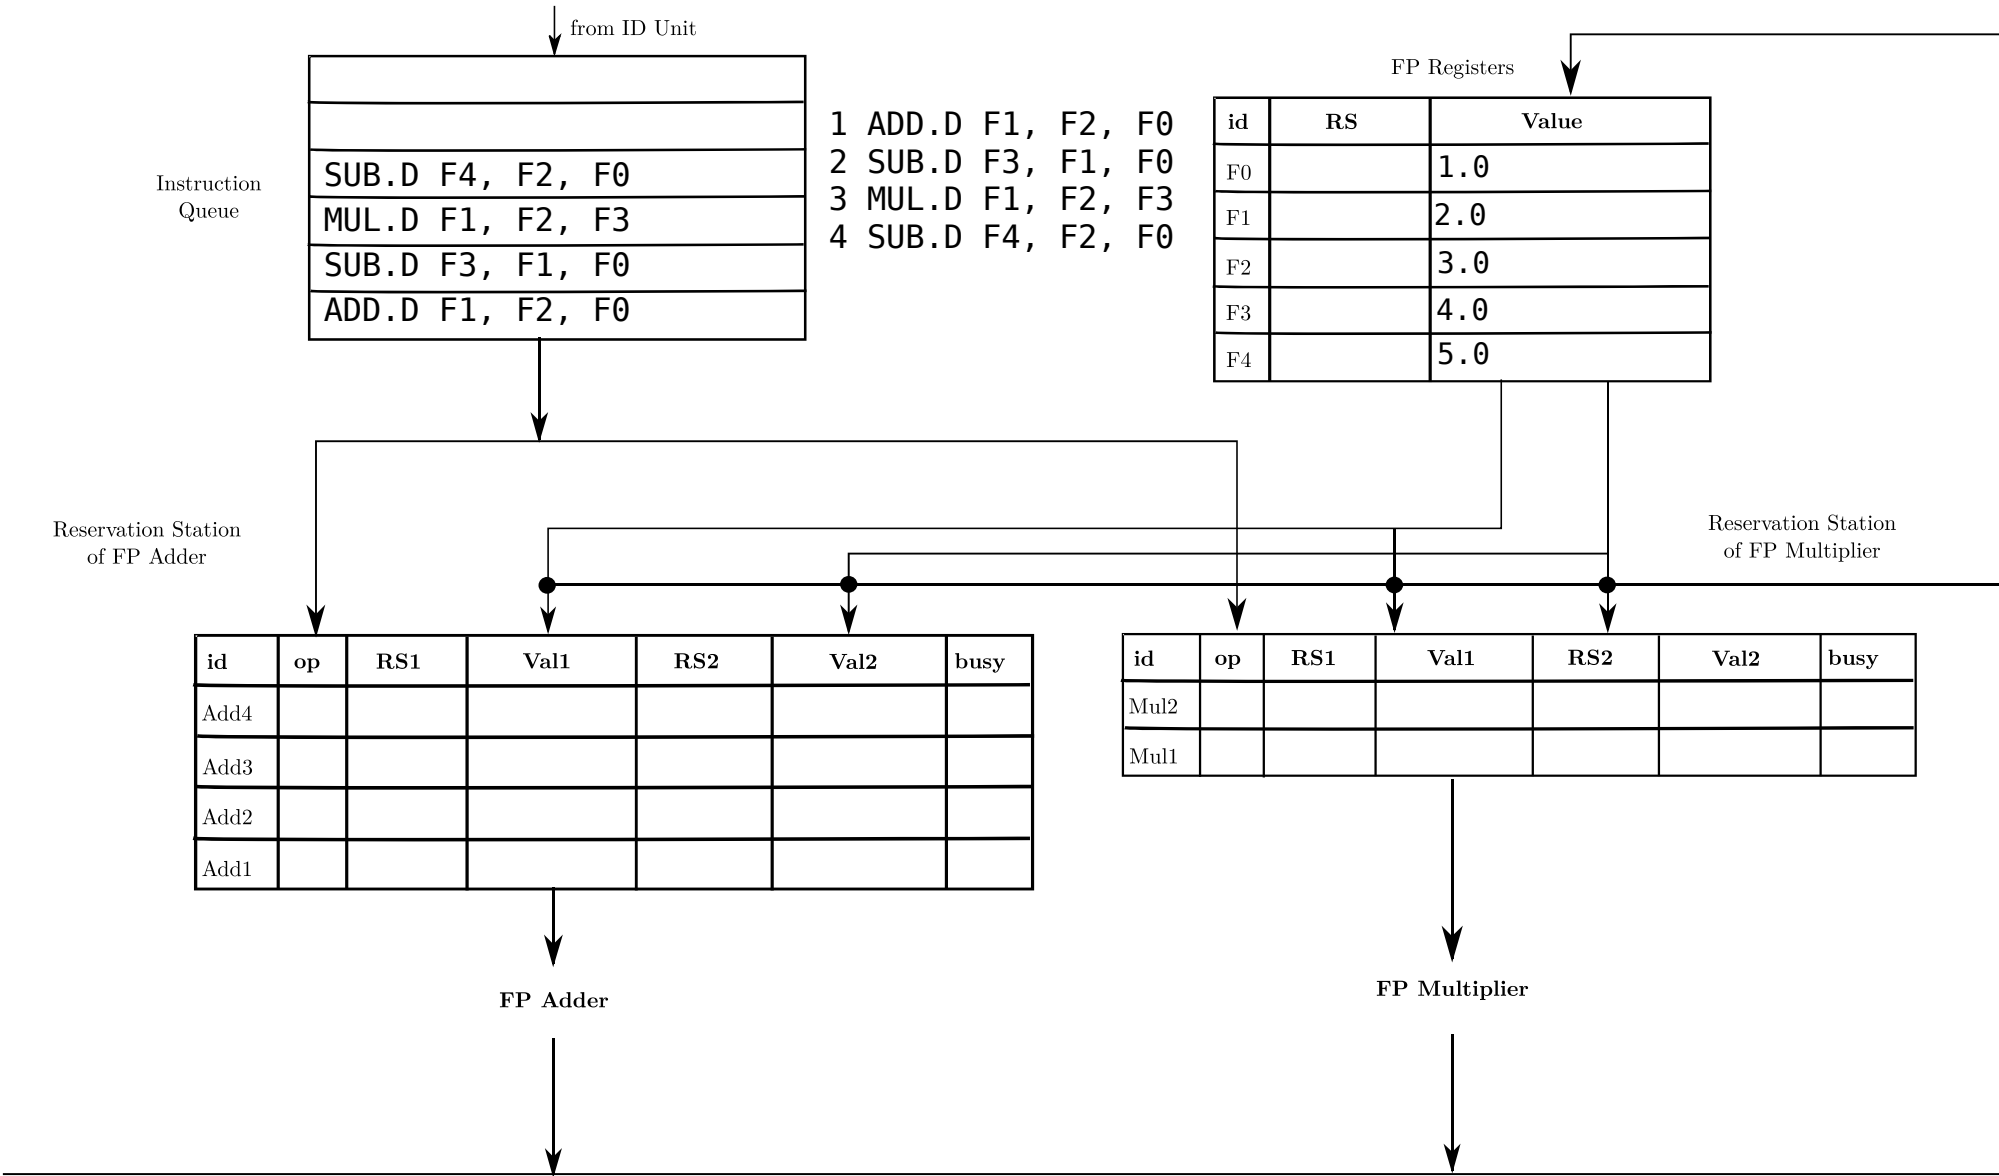 from ID Unit
Instruction
Queue
SUB.D F4, F2, F0
MUL.D F1, F2, F3
SUB.D F3, F1, F0
ADD.D F1, F2, F0
1 ADD.D F1, F2, F0
2 SUB.D F3, F1, F0
3 MUL.D F1, F2, F3
4 SUB.D F4, F2, F0
FP Registers
id RS Value
F0 1.0
F1 2.0
F2 3.0
F3 4.0
F4 5.0
Reservation Station
of FP Adder
id op RS1 Val1 RS2 Val2 busy
Add4
Add3
Add2
Add1
FP Adder
Reservation Station
of FP Multiplier
id op RS1 Val1 RS2 Val2 busy
Mul2
Mul1
FP Multiplier